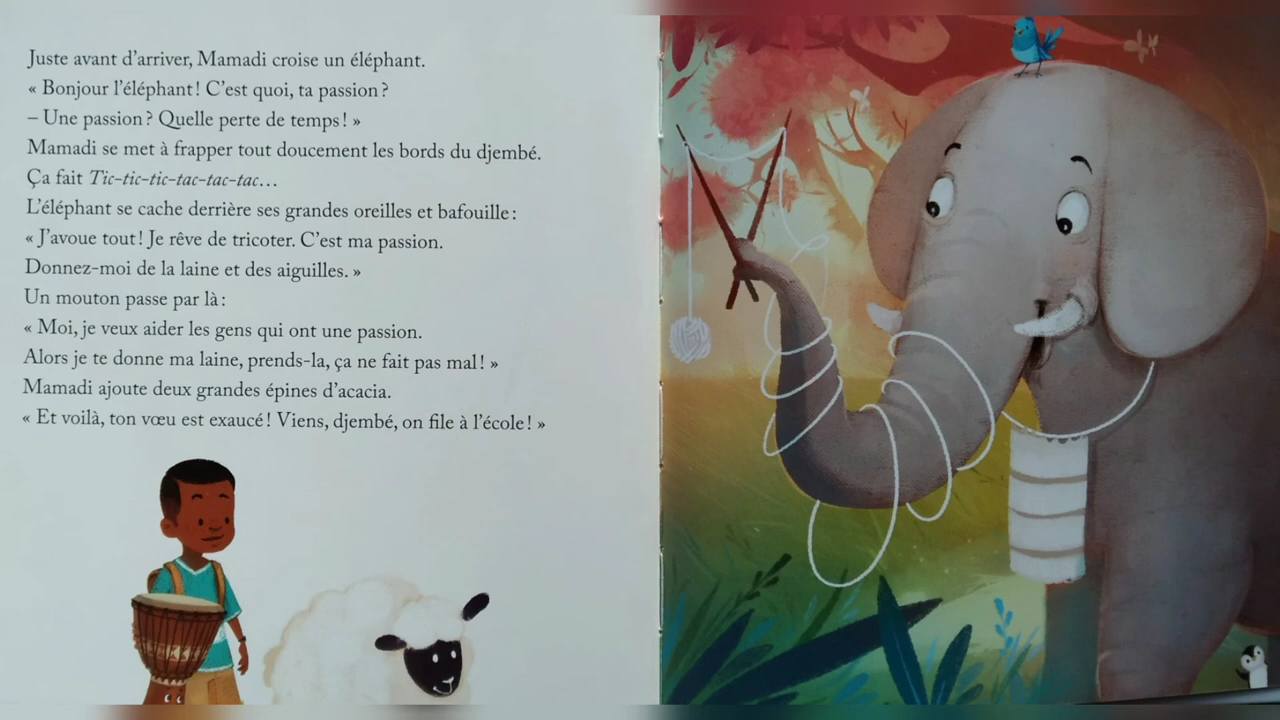 Juste avant d'arriver, Mamadi croise un éléphant.
« Bonjour l'éléphant ! C'est quoi, ta passion ?
– Une passion ? Quelle perte de temps ! »
Mamadi se met à frapper tout doucement les bords du djembé.
Ça fait Tic-tic-tic-tac-tac-tac…
L'éléphant se cache derrière ses grandes oreilles et bafouille :
« J'avoue tout ! Je rêve de tricoter. C'est ma passion.
Donnez-moi de la laine et des aiguilles. »
Un mouton passe par là :
« Moi, je veux aider les gens qui ont une passion.
Alors je te donne ma laine, prends-la, ça ne fait pas mal ! »
Mamadi ajoute deux grandes épines d'acacia.
« Et voilà, ton vœu est exaucé ! Viens, djembé, on file à l'école ! »